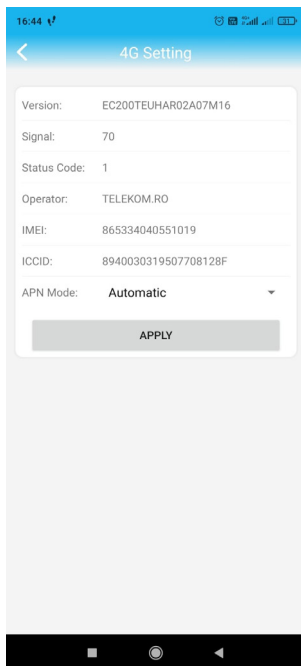 16:44
4G Setting
Version: EC200TEUHAR02A07M16
Signal: 70
Status Code: 1
Operator: TELEKOM.RO
IMEI: 865334040551019
ICCID: 8940030319507708128F
APN Mode: Automatic
APPLY